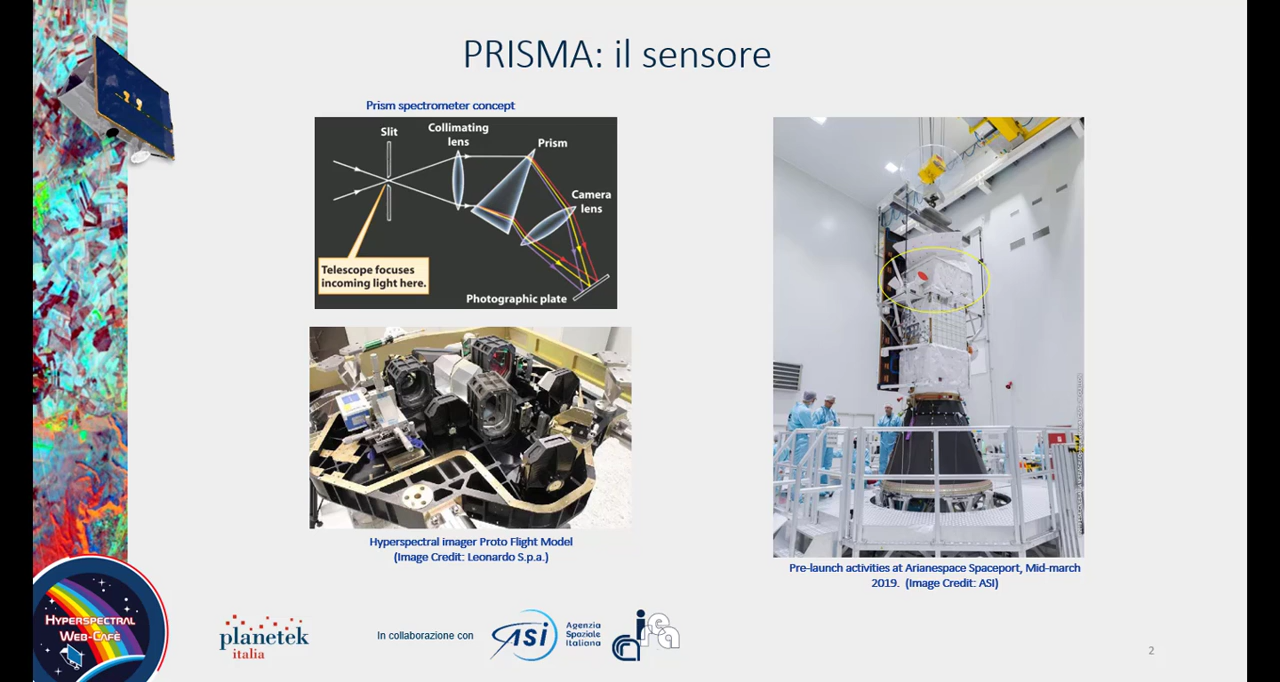 PRISMA: il sensore
Prism spectrometer concept
Slit
Collimating
lens
Prism
Camera
lens
Telescope focuses
incoming light here.
Photographic plate
Hyperspectral imager Proto Flight Model
(Image Credit: Leonardo S.p.a.)
Pre-launch activities at Arianespace Spaceport, Mid-march
2019. (Image Credit: ASI)
Hyperspectral
Web-Cafè
planetek
italia
In collaborazione con
ASI
Agenzia
Spaziale
Italiana
2